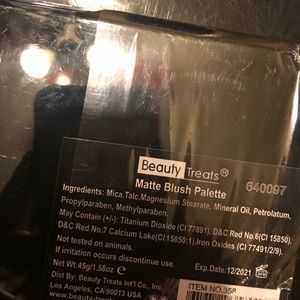 Beauty Treats®
Matte Blush Palette 640097
Ingredients: Mica,Talc,Magnesium Stearate, Mineral Oil, Petrolatum,
Propylparaben, Methylparaben.
May Contain (+/-): Titanium Dioxide (CI 77891), D&C Red No.6(CI 15850),
D&C Red No.7 Calcium Lake(CI 15850:1),Iron Oxides (CI 77491/2/9).
Not tested on animals.
If irritation occurs discontinue use.
Net Wt:45g/1.58oz ℮ Exp.Date: 12/2021
Dist By: Beauty Treats Int'l Co., Inc.
Los Angeles, CA 90013 USA
ITEM NO.358